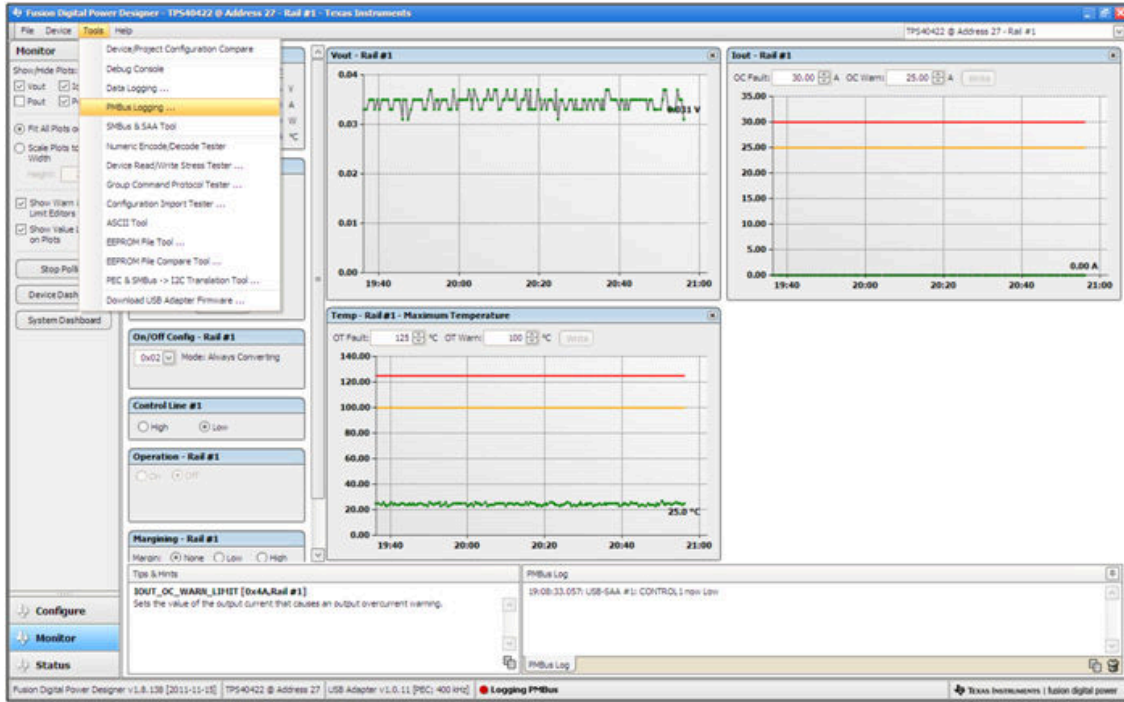 Fusion Digital Power Designer - TPS40422 @ Address 27 - Rail #1 - Texas Instruments
File Device Tools Help
TPS40422 @ Address 27 - Rail #1
Monitor
Show/Hide Plots:
Vout
Pout
Fit All Plots
Scale Plots to
Width
Height:
Show Warn
Limit Editors
Show Value
on Plots
Stop Poll
Device Dash
System Dashboard
Device/Project Configuration Compare
Debug Console
Data Logging ...
PMBus Logging ...
SMBus & SAA Tool
Numeric Encode/Decode Tester
Device Read/Write Stress Tester ...
Group Command Protocol Tester ...
Configuration Import Tester ...
ASCII Tool
EEPROM File Tool ...
EEPROM File Compare Tool ...
PEC & SMBus -> I2C Translation Tool ...
Download USB Adapter Firmware ...
V
A
W
°C
On/Off Config - Rail #1
0x02 Mode: Always Converting
Control Line #1
High Low
Operation - Rail #1
On Off
Margining - Rail #1
Margin: None Low High
Vout - Rail #1
0.04
0.03
0.02
0.01
0.00
0.031 V
19:40 20:00 20:20 20:40 21:00
Iout - Rail #1
OC Fault: 30.00 A OC Warn: 25.00 A Write
35.00
30.00
25.00
20.00
15.00
10.00
5.00
0.00
0.00 A
19:40 20:00 20:20 20:40 21:00
Temp - Rail #1 - Maximum Temperature
OT Fault: 125 °C OT Warn: 100 °C Write
140.00
120.00
100.00
80.00
60.00
40.00
20.00
0.00
25.0 °C
19:40 20:00 20:20 20:40 21:00
Configure
Monitor
Status
Tips & Hints
IOUT_OC_WARN_LIMIT [0x4A,Rail #1]
Sets the value of the output current that causes an output overcurrent warning.
PMBus Log
19:08:33.057: USB-SAA #1: CONTROL1 now Low
PMBus Log
Fusion Digital Power Designer v1.8.138 [2011-11-15] TPS40422 @ Address 27 USB Adapter v1.0.11 [PEC; 400 kHz] Logging PMBus
Texas Instruments | fusion digital power